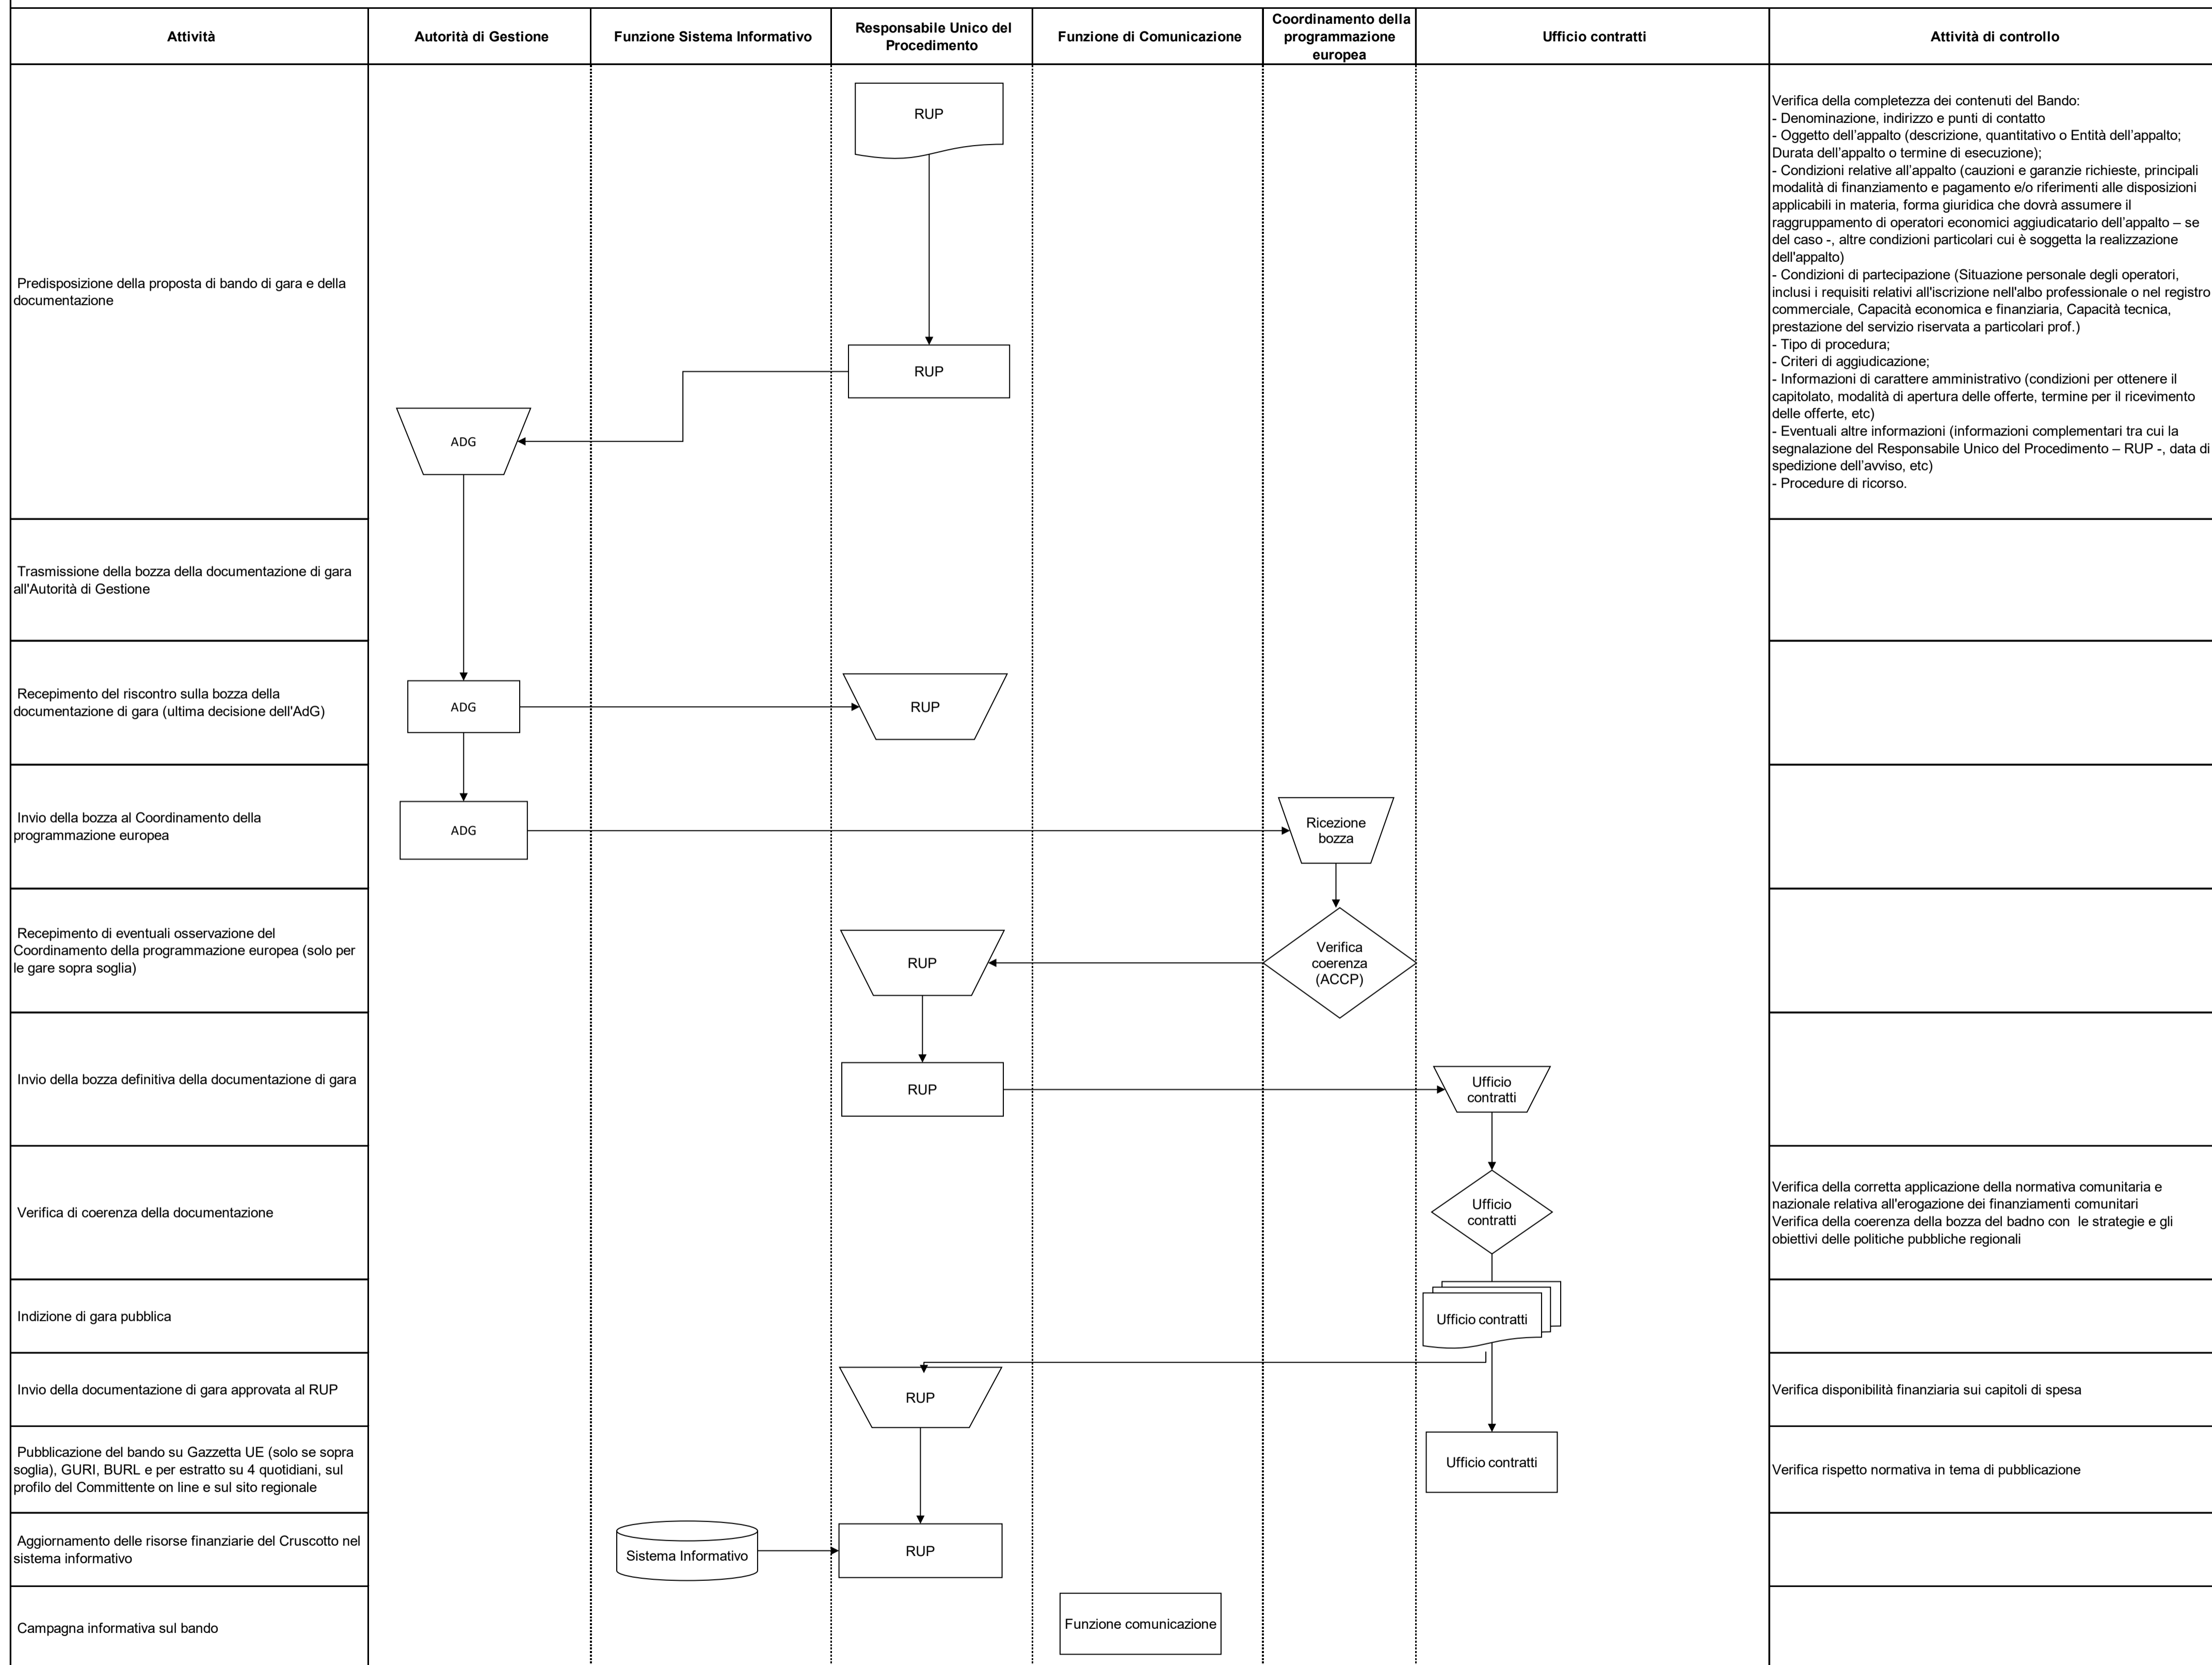 Attività
Autorità di Gestione
Funzione Sistema Informativo
Responsabile Unico del
Procedimento
Funzione di Comunicazione
Coordinamento della
programmazione
europea
Ufficio contratti
Attività di controllo
Predisposizione della proposta di bando di gara e della
documentazione
RUP
RUP
ADG
Verifica della completezza dei contenuti del Bando:
- Denominazione, indirizzo e punti di contatto
- Oggetto dell’appalto (descrizione, quantitativo o Entità dell’appalto;
Durata dell’appalto o termine di esecuzione);
- Condizioni relative all’appalto (cauzioni e garanzie richieste, principali
modalità di finanziamento e pagamento e/o riferimenti alle disposizioni
applicabili in materia, forma giuridica che dovrà assumere il
raggruppamento di operatori economici aggiudicatario dell’appalto – se
del caso -, altre condizioni particolari cui è soggetta la realizzazione
dell'appalto)
- Condizioni di partecipazione (Situazione personale degli operatori,
inclusi i requisiti relativi all'iscrizione nell'albo professionale o nel registro
commerciale, Capacità economica e finanziaria, Capacità tecnica,
prestazione del servizio riservata a particolari prof.)
- Tipo di procedura;
- Criteri di aggiudicazione;
- Informazioni di carattere amministrativo (condizioni per ottenere il
capitolato, modalità di apertura delle offerte, termine per il ricevimento
delle offerte, etc)
- Eventuali altre informazioni (informazioni complementari tra cui la
segnalazione del Responsabile Unico del Procedimento – RUP -, data di
spedizione dell’avviso, etc)
- Procedure di ricorso.
Trasmissione della bozza della documentazione di gara
all'Autorità di Gestione
Recepimento del riscontro sulla bozza della
documentazione di gara (ultima decisione dell'AdG)
ADG
RUP
Invio della bozza al Coordinamento della
programmazione europea
ADG
Ricezione
bozza
Recepimento di eventuali osservazione del
Coordinamento della programmazione europea (solo per
le gare sopra soglia)
RUP
Verifica
coerenza
(ACCP)
Invio della bozza definitiva della documentazione di gara
RUP
Ufficio
contratti
Verifica di coerenza della documentazione
Ufficio
contratti
Verifica della corretta applicazione della normativa comunitaria e
nazionale relativa all'erogazione dei finanziamenti comunitari
Verifica della coerenza della bozza del badno con  le strategie e gli
obiettivi delle politiche pubbliche regionali
Indizione di gara pubblica
Ufficio contratti
Invio della documentazione di gara approvata al RUP
RUP
Verifica disponibilità finanziaria sui capitoli di spesa
Pubblicazione del bando su Gazzetta UE (solo se sopra
soglia), GURI, BURL e per estratto su 4 quotidiani, sul
profilo del Committente on line e sul sito regionale
Ufficio contratti
Verifica rispetto normativa in tema di pubblicazione
Aggiornamento delle risorse finanziarie del Cruscotto nel
sistema informativo
Sistema Informativo
RUP
Campagna informativa sul bando
Funzione comunicazione